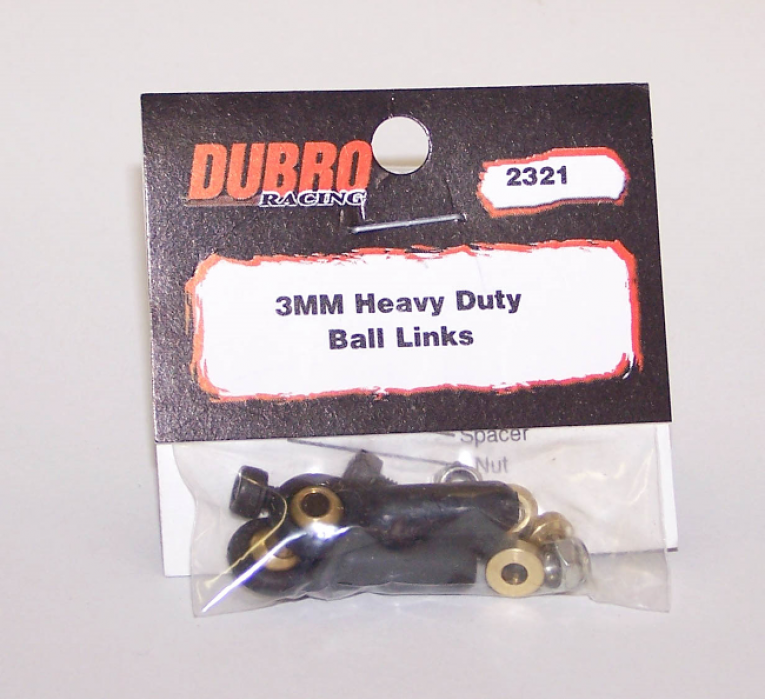 DUBRO
RACING
2321
3MM Heavy Duty
Ball Links
Spacer
Nut